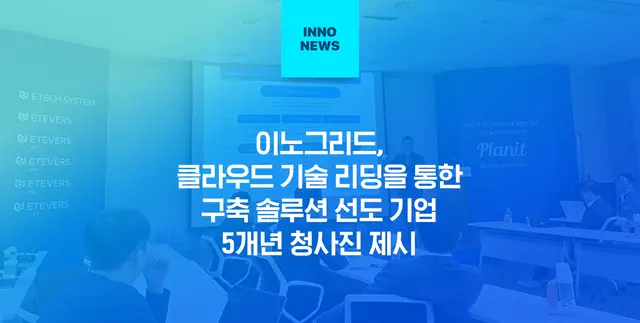 INNO
NEWS
ETECH SYSTEM
ETEVERS
ETEVERS
ETEVERS
ETEVERS
ETEVERS
Planit
이노그리드,
클라우드 기술 리딩을 통한
구축 솔루션 선도 기업
5개년 청사진 제시